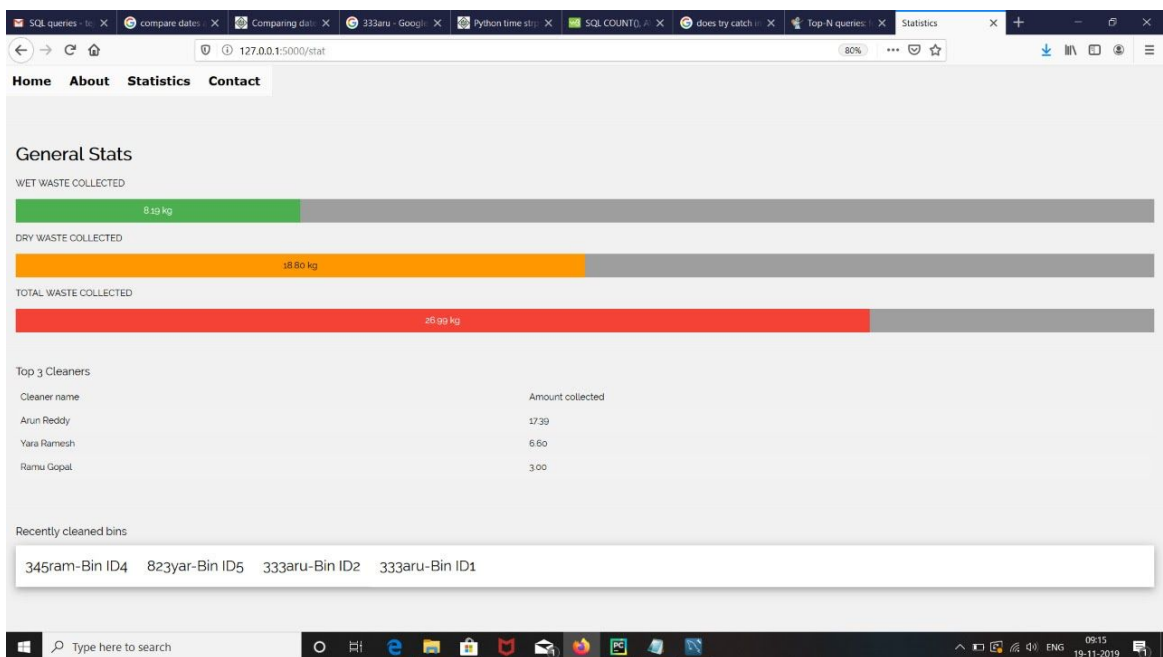 SQL queries - to
compare dates
Comparing date
333aru - Google
Python time strp
SQL COUNT(), A
does try catch in
Top-N queries: f
Statistics
127.0.0.1:5000/stat
80%
Home About Statistics Contact
General Stats
WET WASTE COLLECTED
8.19 kg
DRY WASTE COLLECTED
18.80 kg
TOTAL WASTE COLLECTED
26.99 kg
Top 3 Cleaners
Cleaner name Amount collected
Arun Reddy 17.39
Yara Ramesh 6.60
Ramu Gopal 3.00
Recently cleaned bins
345ram-Bin ID4 823yar-Bin ID5 333aru-Bin ID2 333aru-Bin ID1
Type here to search
ENG
09:15
19-11-2019